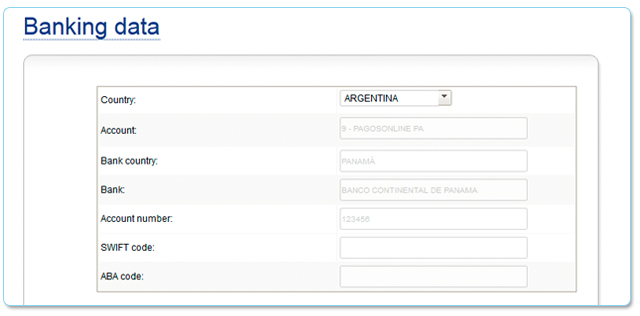 Banking data
Country: ARGENTINA
Account: 9 - PAGOSONLINE PA
Bank country: PANAMÁ
Bank: BANCO CONTINENTAL DE PANAMA
Account number: 123456
SWIFT code:
ABA code: